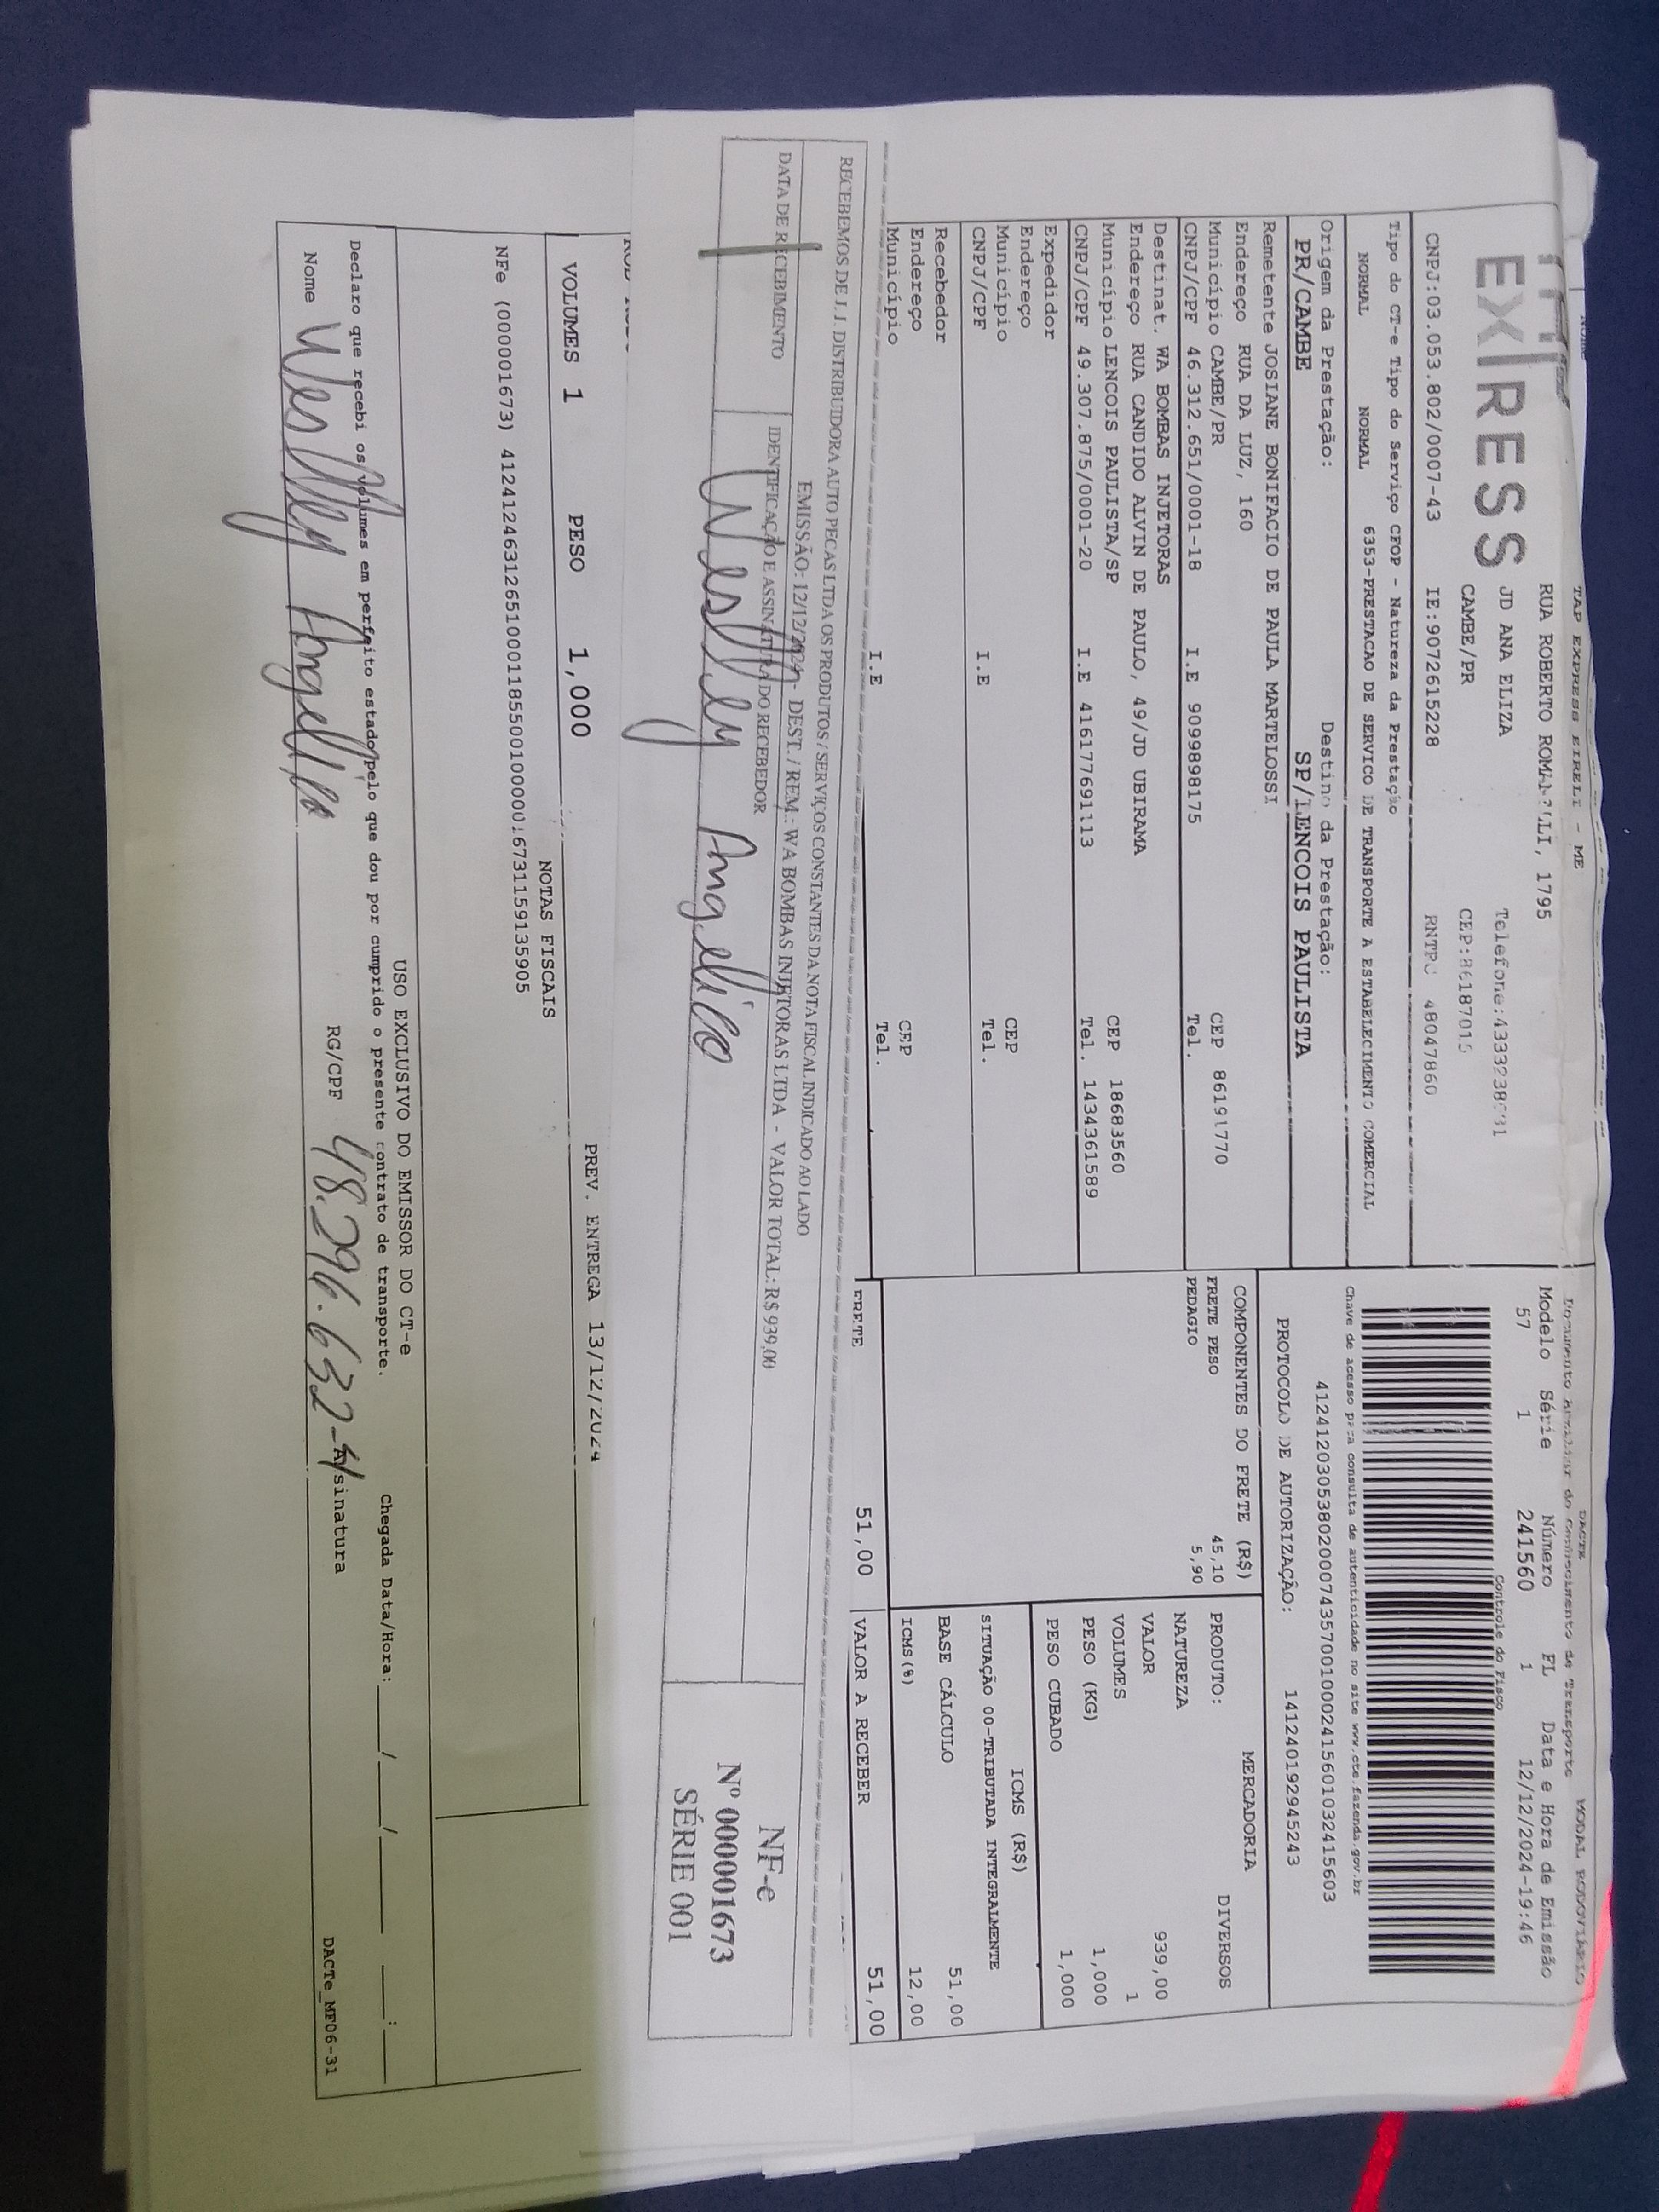 TAP EXPRESS EIRELI - ME
EXPRESS
RUA ROBERTO ROMANELLI, 1795
JD ANA ELIZA
CAMBE/PR
CEP:86187015
CNPJ:03.053.802/0007-43 IE:9072615228 RNTRC 48047860
Tipo do CT-e Tipo do Serviço CFOP - Natureza da Prestação
NORMAL NORMAL 6353-PRESTACAO DE SERVICO DE TRANSPORTE A ESTABELECIMENTO COMERCIAL
Origem da Prestação: Destino da Prestação:
PR/CAMBE SP/LENCOIS PAULISTA
Remetente JOSIANE BONIFACIO DE PAULA MARTELOSSI
Endereço RUA DA LUZ, 160
Município CAMBE/PR CEP
CNPJ/CPF 46.312.651/0001-18 I.E 9099898175 Tel.
Destinat. WA BOMBAS INJETORAS
Endereço RUA CANDIDO ALVIN DE PAULO, 49/JD UBIRAMA
Município LENCOIS PAULISTA/SP CEP 18683560
CNPJ/CPF 49.307.875/0001-20 I.E 416177691113 Tel. 1434361589
Expedidor
Endereço
Município CEP
CNPJ/CPF I.E Tel.
Recebedor
Endereço
Município CEP
I.E Tel.
DACTE MODAL RODOVIÁRIO
Documento Auxiliar do Conhecimento de Transporte
Modelo Série Número FL Data e Hora de Emissão
57 1 241560 1 12/12/2024-19:46
Controle do Fisco
Chave de acesso para consulta de autenticidade no site www.cte.fazenda.gov.br
41241203053802000743570010002415601032415603
PROTOCOLO DE AUTORIZAÇÃO: 141240192945243
COMPONENTES DO FRETE (R$)
FRETE PESO 45,10
PEDAGIO 5,90
MERCADORIA
PRODUTO: DIVERSOS
NATUREZA
VALOR 939,00
VOLUMES 1
PESO (KG) 1,000
PESO CUBADO 1,000
ICMS (R$)
SITUAÇÃO 00-TRIBUTADA INTEGRALMENTE
BASE CÁLCULO 51,00
ICMS(%) 12,00
FRETE 51,00 VALOR A RECEBER 51,00
RECEBEMOS DE J.J. DISTRIBUIDORA AUTO PECAS LTDA OS PRODUTOS / SERVIÇOS CONSTANTES DA NOTA FISCAL INDICADO AO LADO
EMISSÃO: 12/12/2024 - DEST. / REM.: WA BOMBAS INJETORAS LTDA - VALOR TOTAL: R$ 939,00
DATA DE RECEBIMENTO IDENTIFICAÇÃO E ASSINATURA DO RECEBEDOR
Weslley Angelico
NF-e
Nº 000001673
SÉRIE 001
PREV. ENTREGA 13/12/2024
VOLUMES 1 PESO 1,000
NOTAS FISCAIS
NFe (000001673) 41241246312651000118550010000016731159135905
USO EXCLUSIVO DO EMISSOR DO CT-e
Declaro que recebi os volumes em perfeito estado pelo que dou por cumprido o presente contrato de transporte. Chegada Data/Hora: ____/____/____ ____:____
Nome Weslley Angelico RG/CPF 48.296.632-4 Assinatura
DACTe_MF06-31